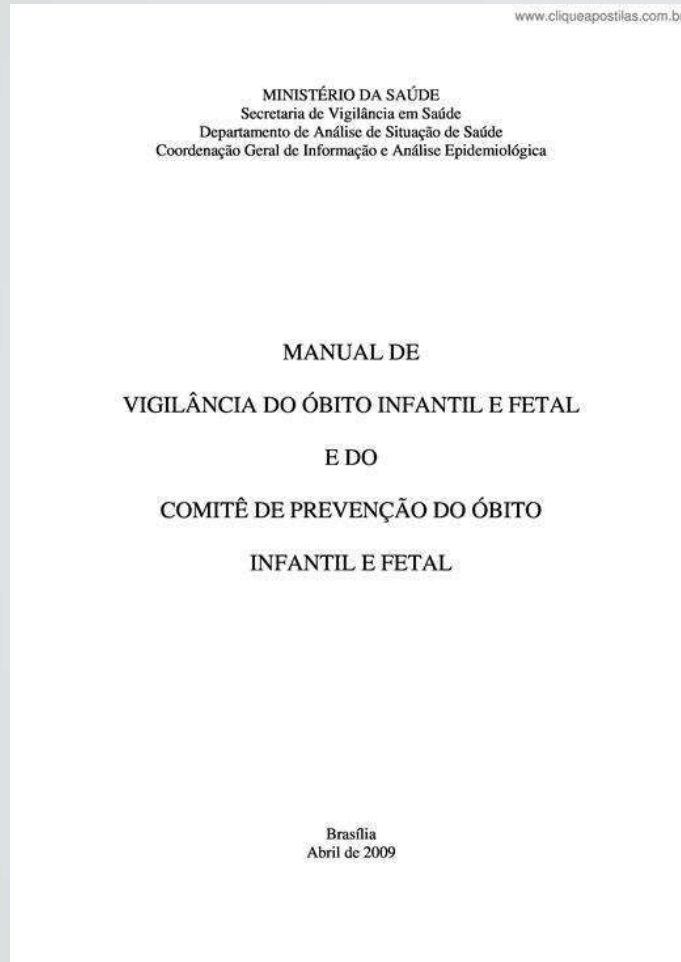 www.cliqueapostilas.com.br
MINISTÉRIO DA SAÚDE
Secretaria de Vigilância em Saúde
Departamento de Análise de Situação de Saúde
Coordenação Geral de Informação e Análise Epidemiológica
MANUAL DE
VIGILÂNCIA DO ÓBITO INFANTIL E FETAL
E DO
COMITÊ DE PREVENÇÃO DO ÓBITO
INFANTIL E FETAL
Brasília
Abril de 2009